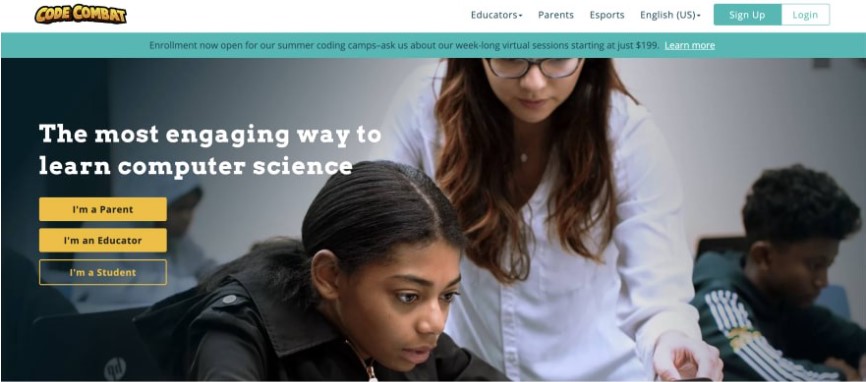 CODE COMBAT
Educators Parents Esports English (US) Sign Up Login
Enrollment now open for our summer coding camps–ask us about our week-long virtual sessions starting at just $199. Learn more
The most engaging way to
learn computer science
I'm a Parent
I'm an Educator
I'm a Student
hp